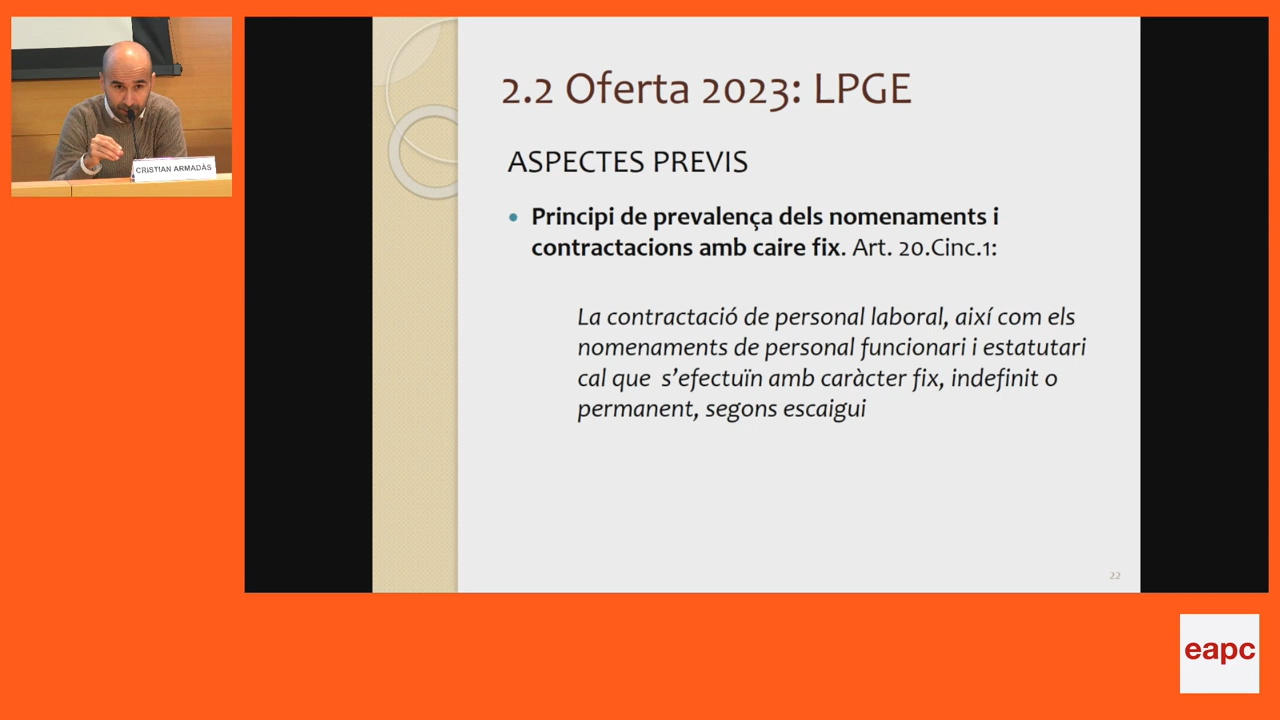 CRISTIAN ARMADÀS
2.2 Oferta 2023: LPGE
ASPECTES PREVIS
• Principi de prevalença dels nomenaments i
contractacions amb caire fix. Art. 20.Cinc.1:
La contractació de personal laboral, així com els
nomenaments de personal funcionari i estatutari
cal que s’efectuïn amb caràcter fix, indefinit o
permanent, segons escaigui
22
eapc